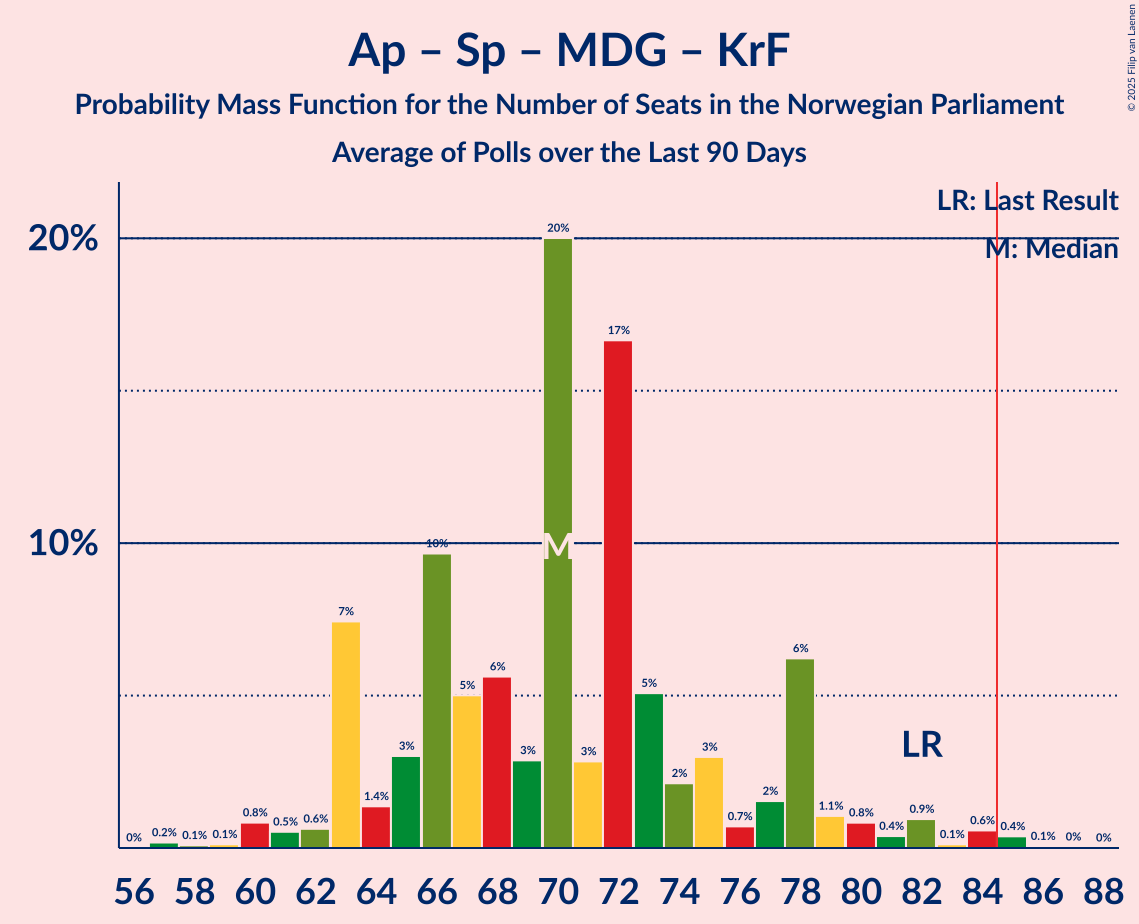 Ap – Sp – MDG – KrF
Probability Mass Function for the Number of Seats in the Norwegian Parliament
Average of Polls over the Last 90 Days
© 2025 Filip van Laenen
LR: Last Result
M: Median
20%
10%
0% 0.2% 0.1% 0.1% 0.8% 0.5% 0.6% 7% 1.4% 3% 10% 5% 6% 3% 20% 3% 17% 5% 2% 3% 0.7% 2% 6% 1.1% 0.8% 0.4% 0.9% 0.1% 0.6% 0.4% 0.1% 0% 0%
M
LR
56 58 60 62 64 66 68 70 72 74 76 78 80 82 84 86 88